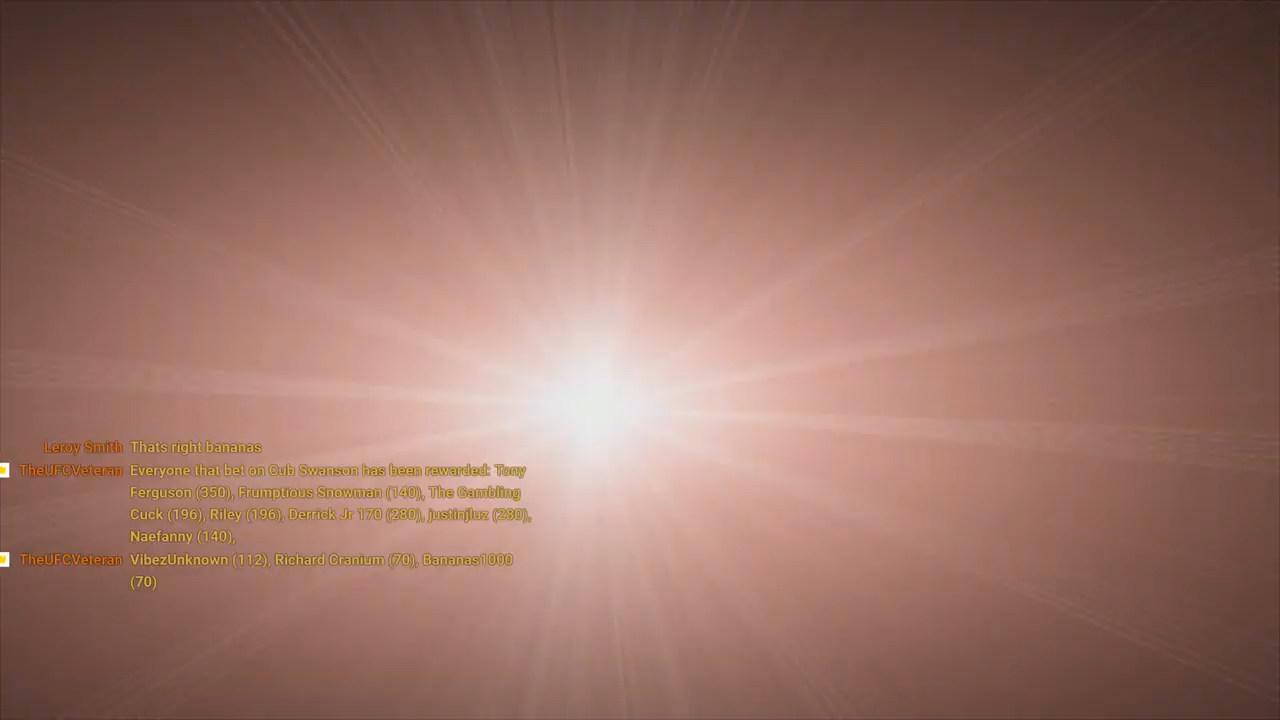 Leroy Smith Thats right bananas
TheUFCVeteran Everyone that bet on Cub Swanson has been rewarded: Tony
Ferguson (350), Frumptious Snowman (140), The Gambling
Cuck (196), Riley (196), Derrick Jr 170 (280), justinjluz (280),
Naefanny (140),
TheUFCVeteran VibezUnknown (112), Richard Cranium (70), Bananas1000
(70)